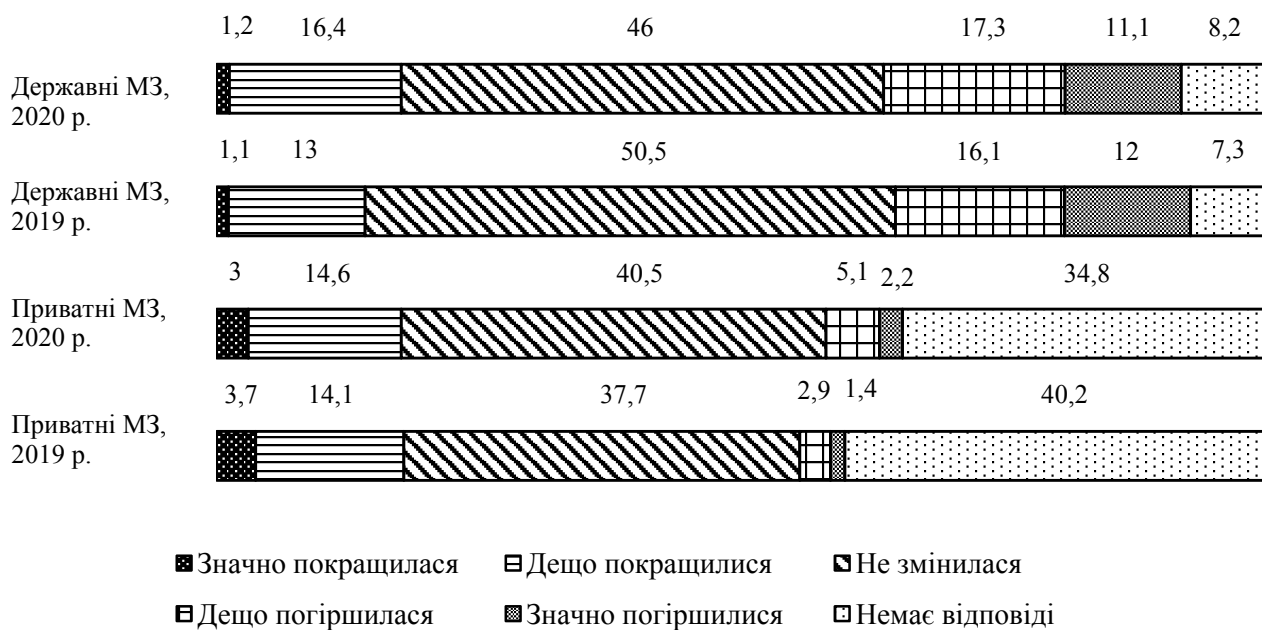 1,2 16,4 46 17,3 11,1 8,2
Державні МЗ,
2020 р.
1,1 13 50,5 16,1 12 7,3
Державні МЗ,
2019 р.
3 14,6 40,5 5,1 2,2 34,8
Приватні МЗ,
2020 р.
3,7 14,1 37,7 2,9 1,4 40,2
Приватні МЗ,
2019 р.
Значно покращилася Дещо покращилися Не змінилася
Дещо погіршилася Значно погіршилися Немає відповіді